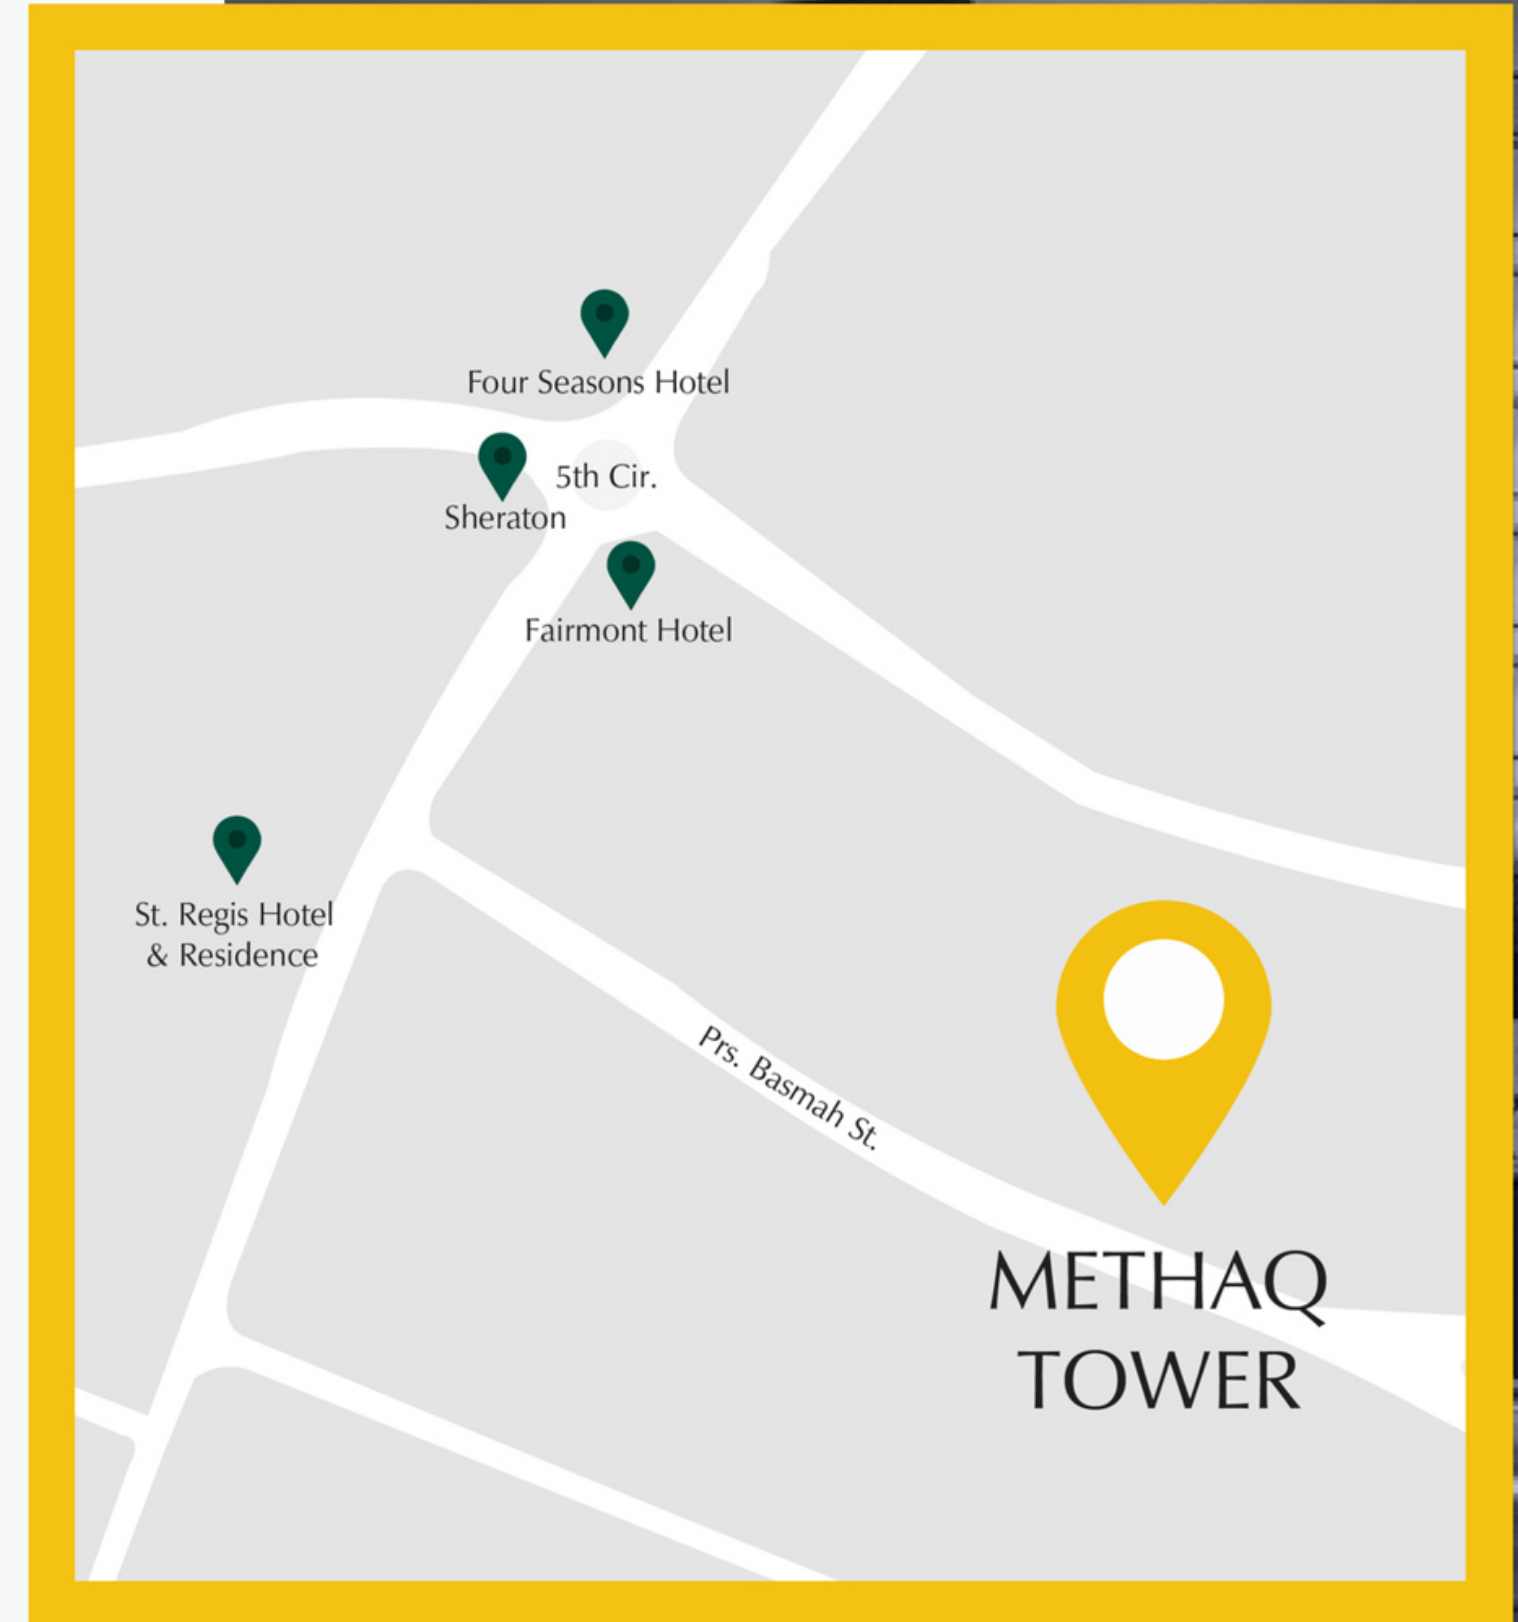 Four Seasons Hotel
5th Cir.
Sheraton
Fairmont Hotel
St. Regis Hotel
& Residence
Prs. Basmah St.
METHAQ
TOWER